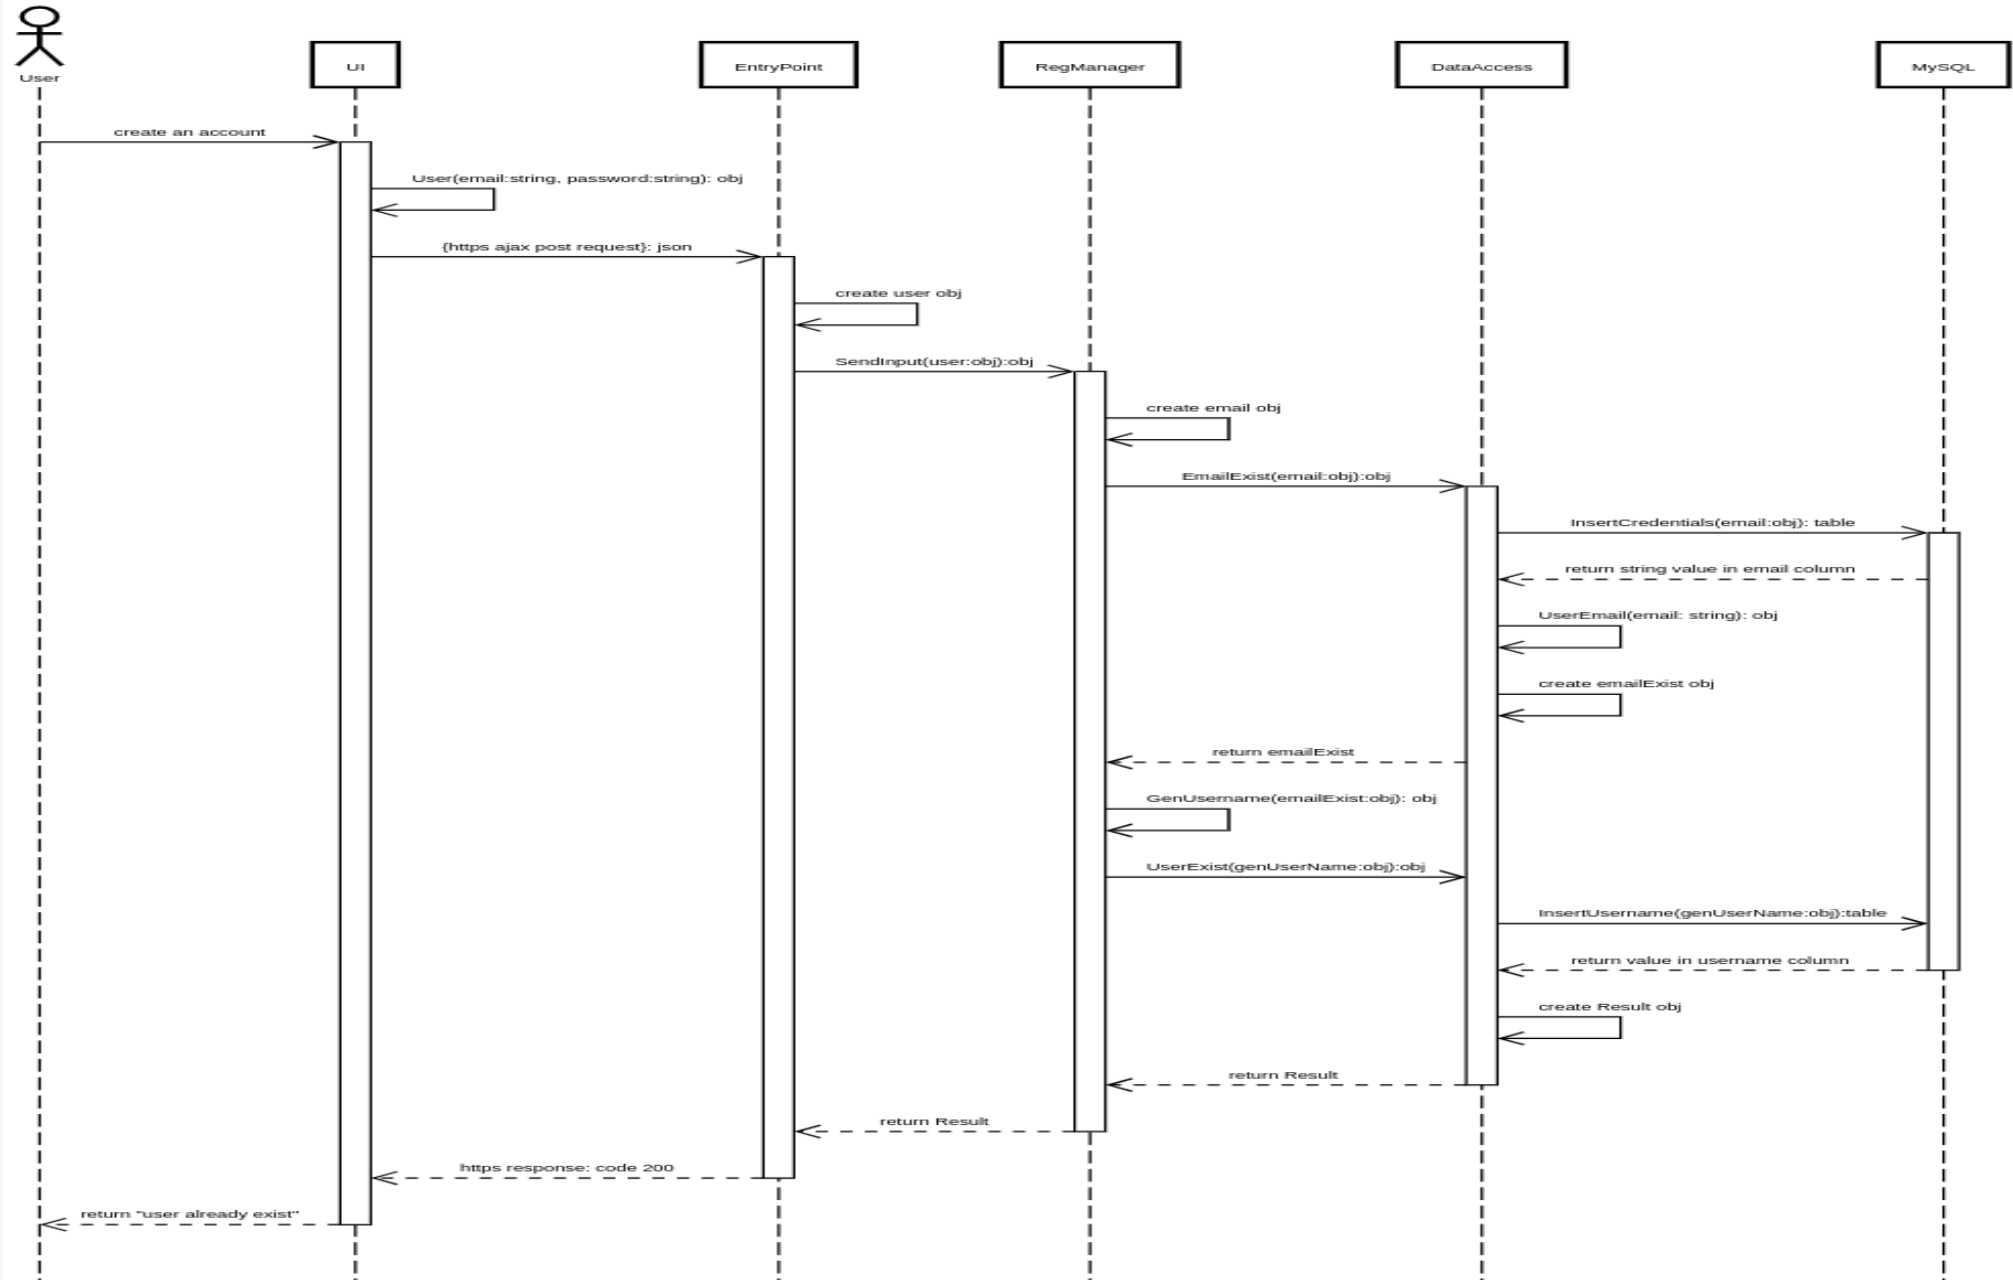 User
UI
EntryPoint
RegManager
DataAccess
MySQL
create an account
User(email:string, password:string): obj
{https ajax post request}: json
create user obj
SendInput(user:obj):obj
create email obj
EmailExist(email:obj):obj
InsertCredentials(email:obj): table
return string value in email column
UserEmail(email: string): obj
create emailExist obj
return emailExist
GenUsername(emailExist:obj): obj
UserExist(genUserName:obj):obj
InsertUsername(genUserName:obj):table
return value in username column
create Result obj
return Result
return Result
https response: code 200
return "user already exist"